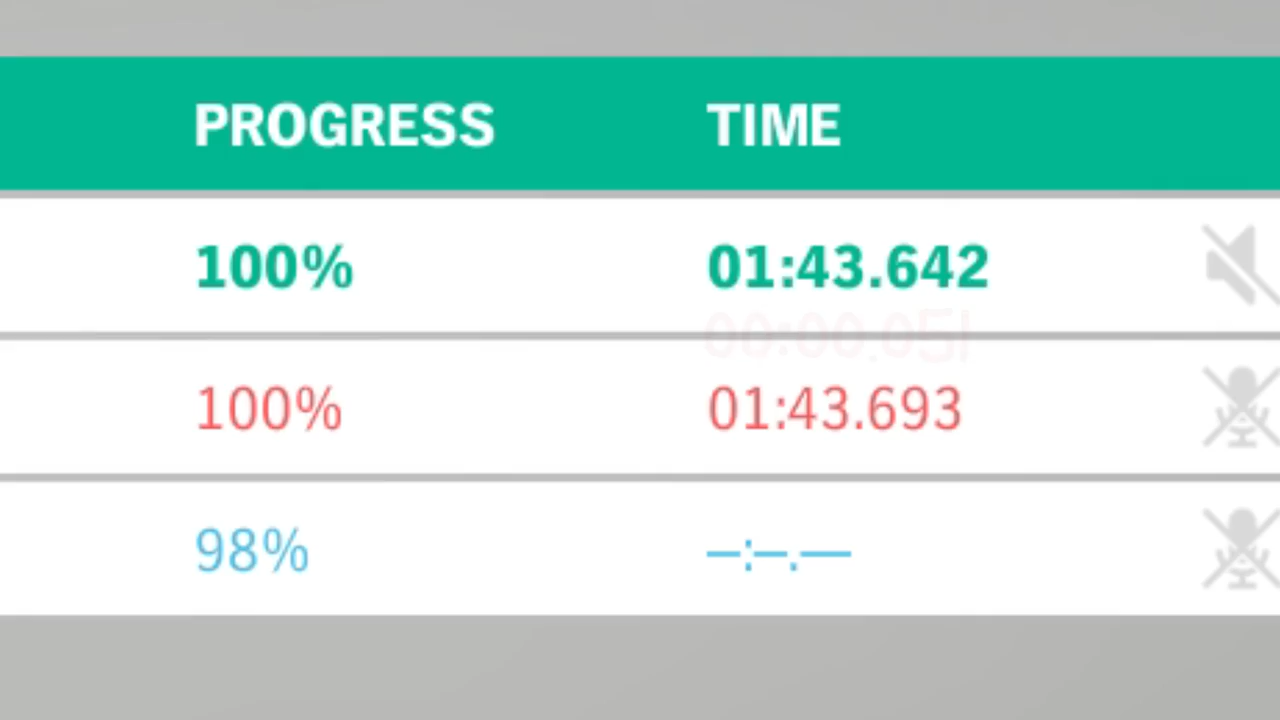 PROGRESS TIME
100% 01:43.642
00:00.051
100% 01:43.693
98% —:—.—